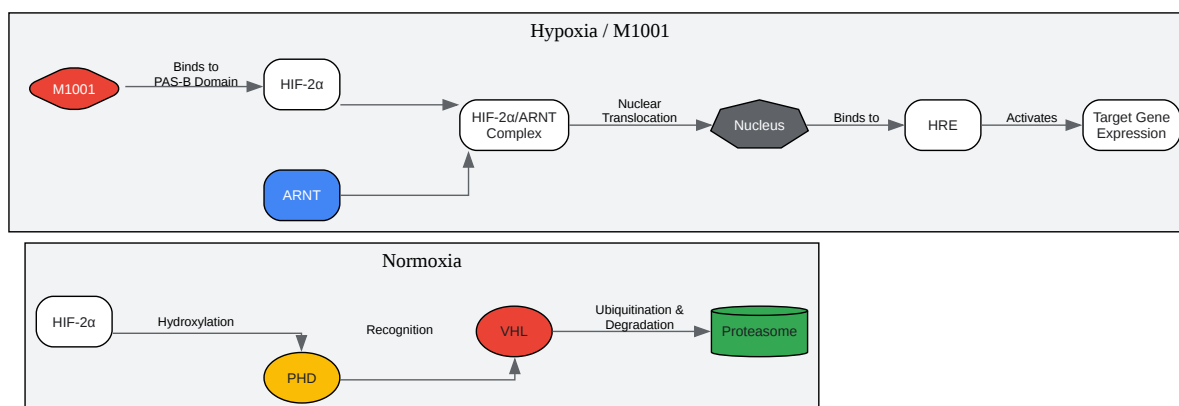 Hypoxia / M1001
M1001
Binds to
PAS-B Domain
HIF-2α
ARNT
HIF-2α/ARNT
Complex
Nuclear
Translocation
Nucleus
Binds to
HRE
Activates
Target Gene
Expression
Normoxia
HIF-2α
Hydroxylation
PHD
Recognition
VHL
Ubiquitination &
Degradation
Proteasome